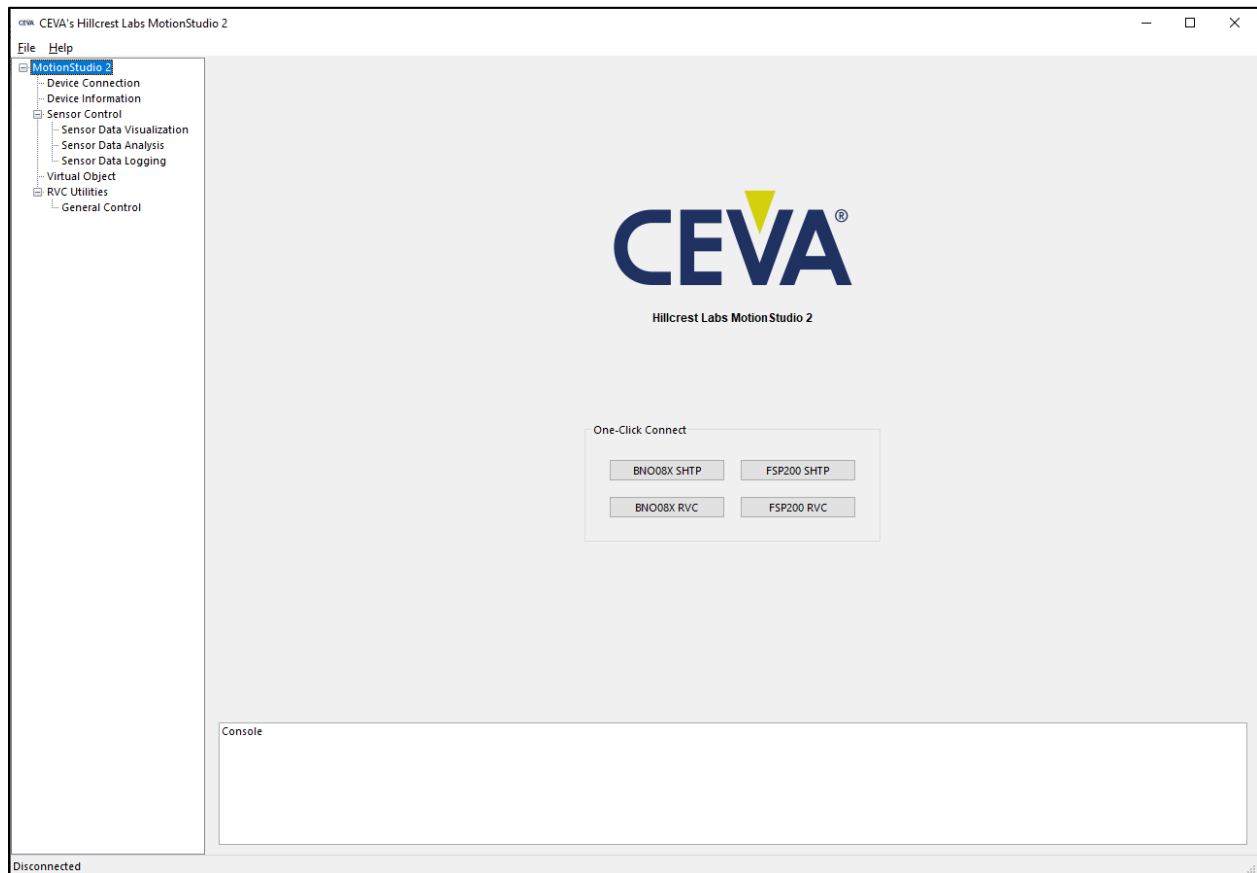 CEVA CEVA's Hillcrest Labs MotionStudio 2
File Help
MotionStudio 2
Device Connection
Device Information
Sensor Control
Sensor Data Visualization
Sensor Data Analysis
Sensor Data Logging
Virtual Object
RVC Utilities
General Control
CEVA®
Hillcrest Labs MotionStudio 2
One-Click Connect
BNO08X SHTP FSP200 SHTP
BNO08X RVC FSP200 RVC
Console
Disconnected